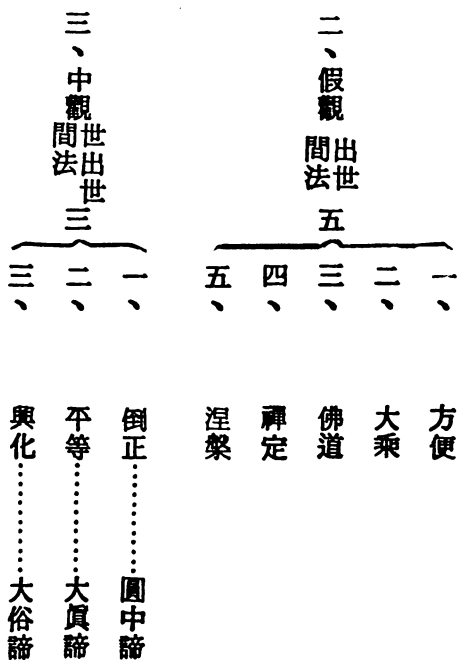 二、假觀 出世間法 五
一、方便
二、大乘
三、佛道
四、禪定
五、涅槃
三、中觀 世出世間法 三
一、倒正…………圓中諦
二、平等…………大眞諦
三、興化…………大俗諦